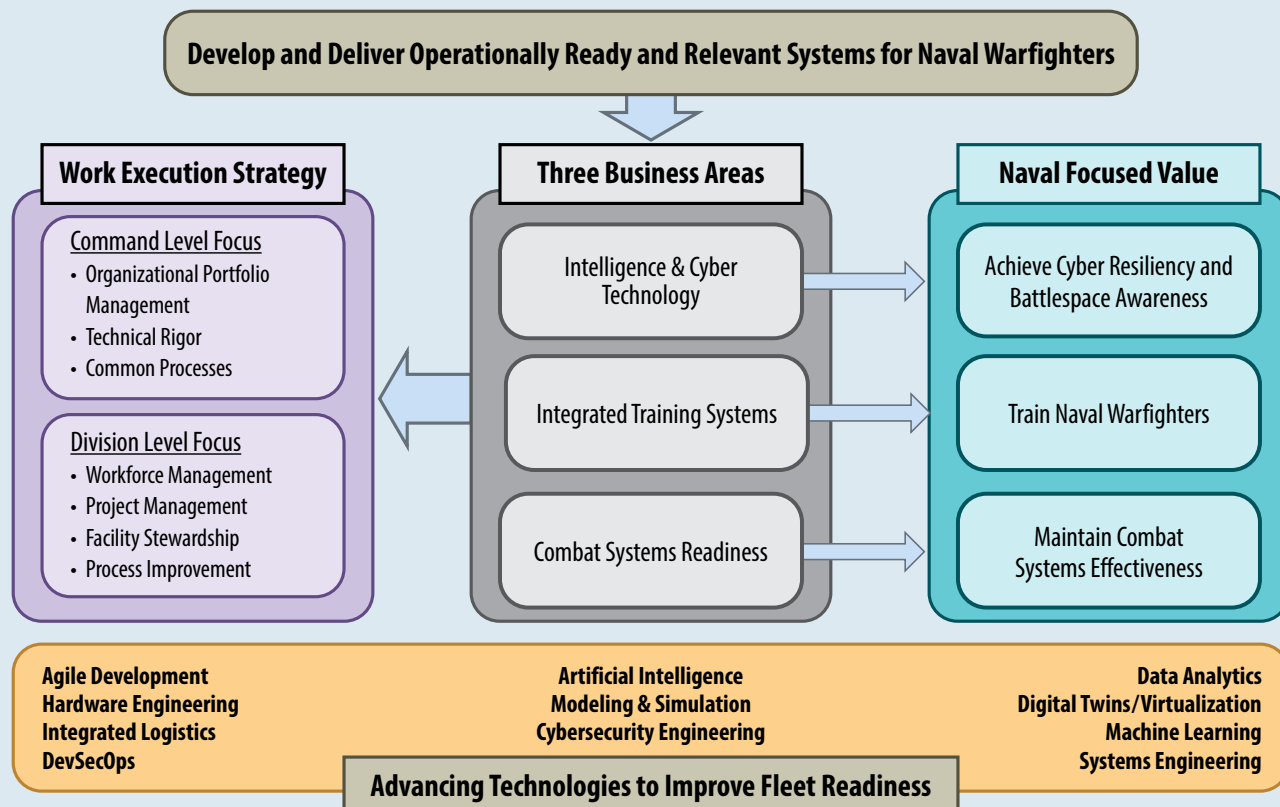 Develop and Deliver Operationally Ready and Relevant Systems for Naval Warfighters
Work Execution Strategy
Command Level Focus
• Organizational Portfolio
Management
• Technical Rigor
• Common Processes
Division Level Focus
• Workforce Management
• Project Management
• Facility Stewardship
• Process Improvement
Three Business Areas
Intelligence & Cyber
Technology
Integrated Training Systems
Combat Systems Readiness
Naval Focused Value
Achieve Cyber Resiliency and
Battlespace Awareness
Train Naval Warfighters
Maintain Combat
Systems Effectiveness
Agile Development
Hardware Engineering
Integrated Logistics
DevSecOps
Artificial Intelligence
Modeling & Simulation
Cybersecurity Engineering
Data Analytics
Digital Twins/Virtualization
Machine Learning
Systems Engineering
Advancing Technologies to Improve Fleet Readiness